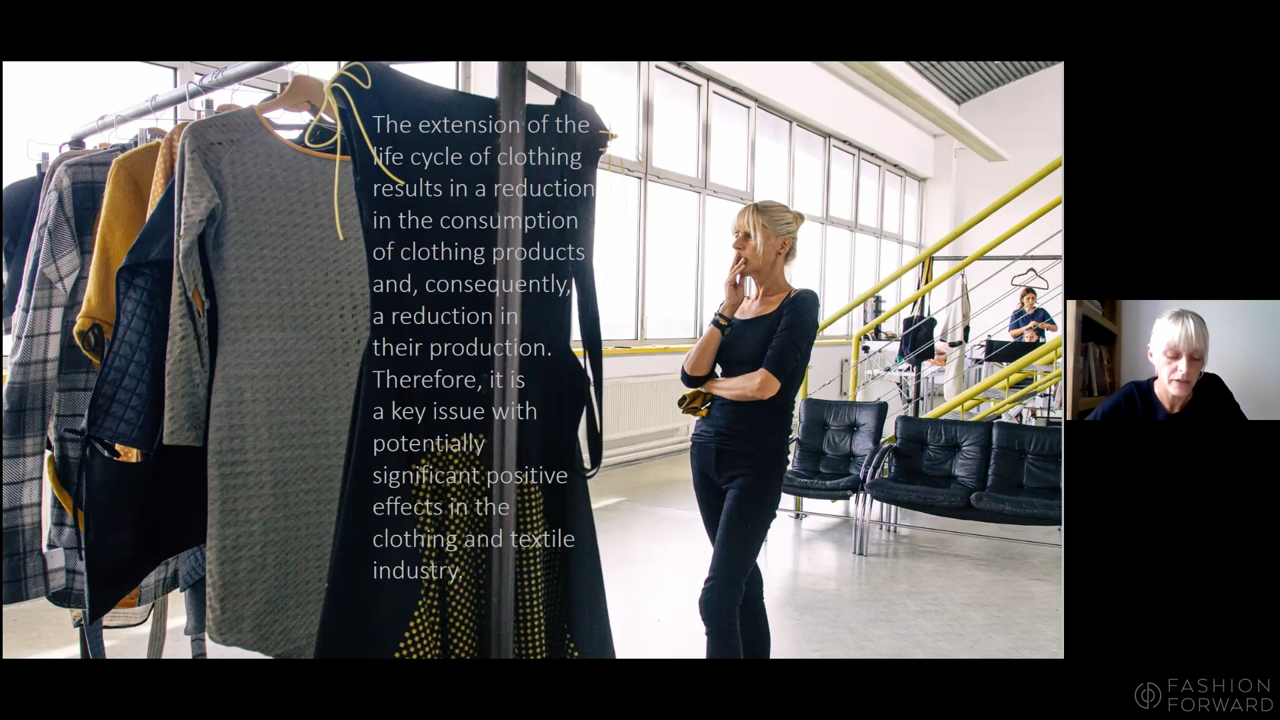 The extension of the
life cycle of clothing
results in a reduction
in the consumption
of clothing products
and, consequently,
a reduction in
their production.
Therefore, it is
a key issue with
potentially
significant positive
effects in the
clothing and textile
industry.
FASHION
FORWARD